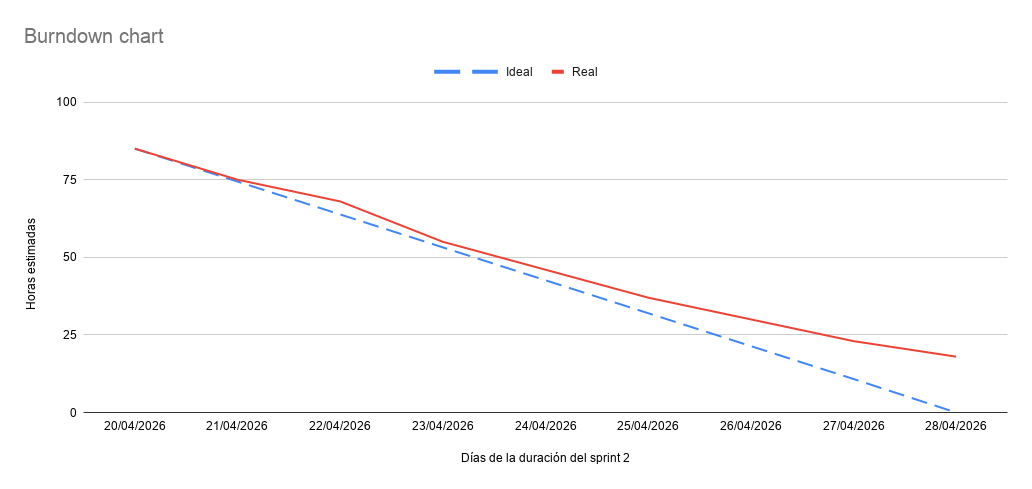 Burndown chart
Ideal Real
100
75
50
25
0
Horas estimadas
20/04/2026 21/04/2026 22/04/2026 23/04/2026 24/04/2026 25/04/2026 26/04/2026 27/04/2026 28/04/2026
Días de la duración del sprint 2